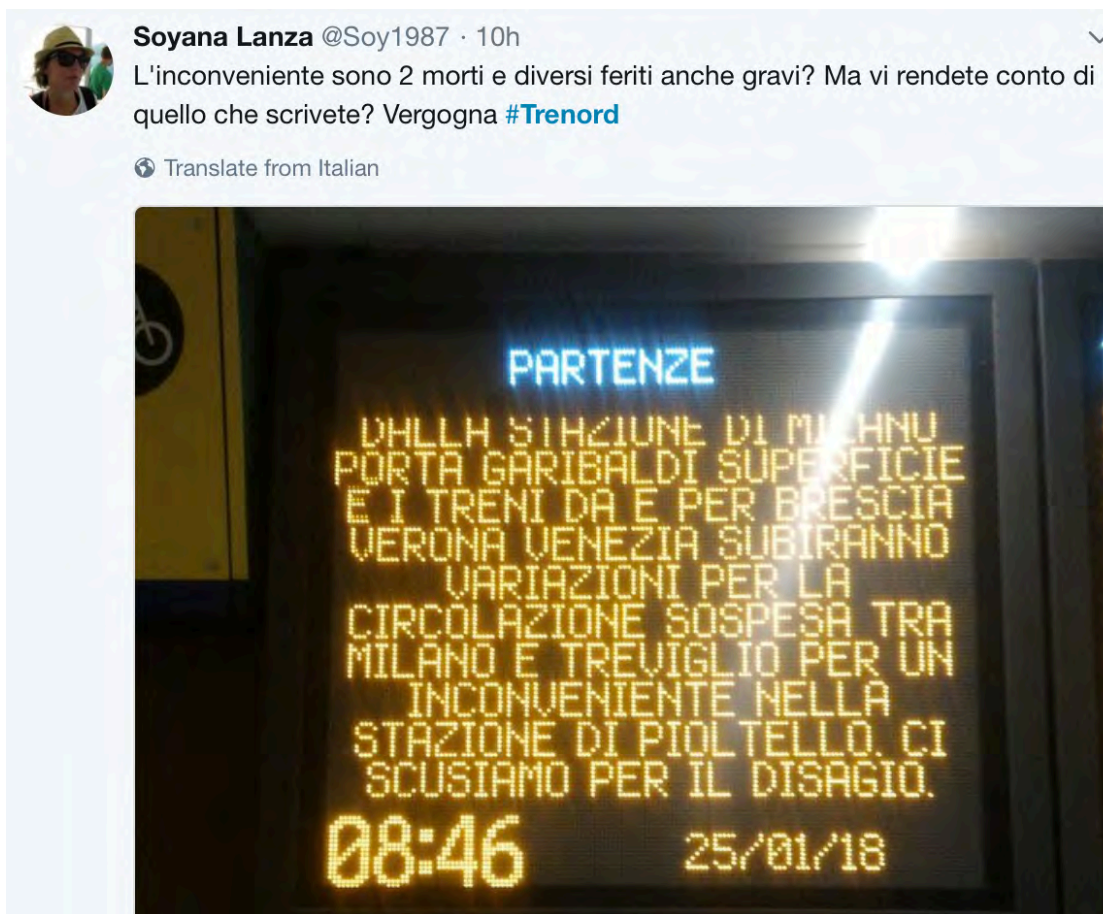 Soyana Lanza @Soy1987 · 10h
L'inconveniente sono 2 morti e diversi feriti anche gravi? Ma vi rendete conto di
quello che scrivete? Vergogna #Trenord
Translate from Italian
PARTENZE
DALLA STAZIONE DI MILANO
PORTA GARIBALDI SUPERFICIE
E I TRENI DA E PER BRESCIA
VERONA VENEZIA SUBIRANNO
VARIAZIONI PER LA
CIRCOLAZIONE SOSPESA TRA
MILANO E TREVIGLIO PER UN
INCONVENIENTE NELLA
STAZIONE DI PIOLTELLO. CI
SCUSIAMO PER IL DISAGIO.
08:46 25/01/18